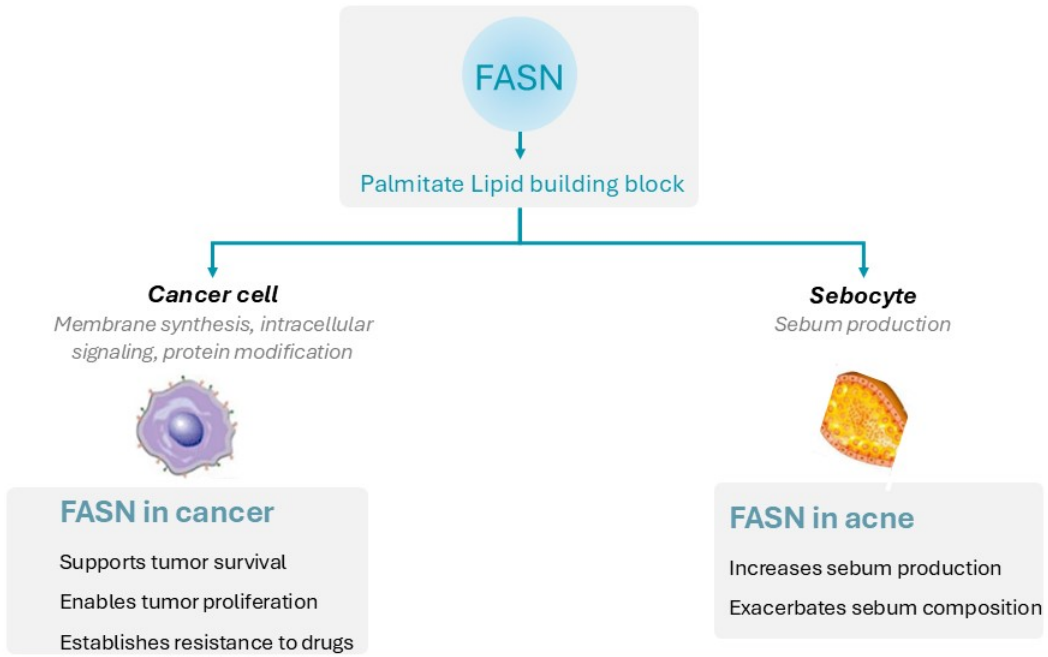 FASN
Palmitate Lipid building block
Cancer cell
Membrane synthesis, intracellular
signaling, protein modification
Sebocyte
Sebum production
FASN in cancer
Supports tumor survival
Enables tumor proliferation
Establishes resistance to drugs
FASN in acne
Increases sebum production
Exacerbates sebum composition